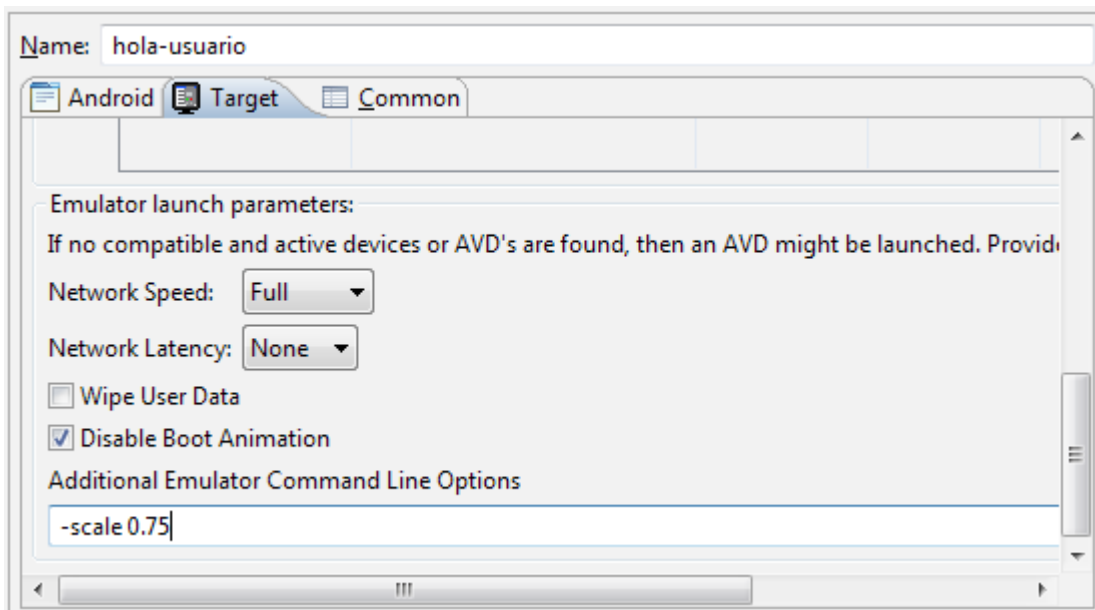 Name: hola-usuario
Android Target Common
Emulator launch parameters:
If no compatible and active devices or AVD's are found, then an AVD might be launched. Provide
Network Speed: Full
Network Latency: None
Wipe User Data
Disable Boot Animation
Additional Emulator Command Line Options
-scale 0.75